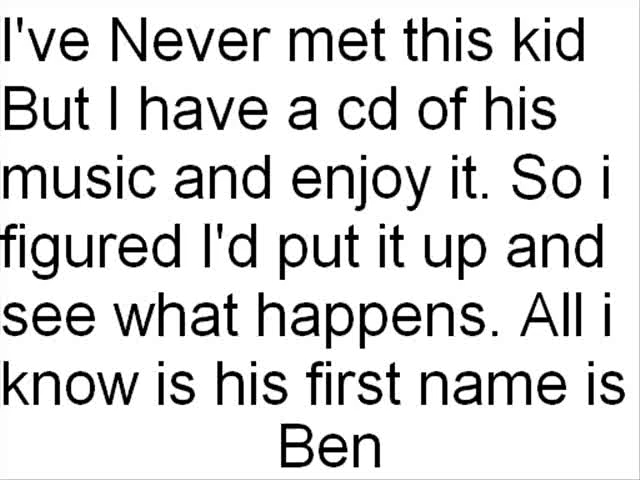 I've Never met this kid
But I have a cd of his
music and enjoy it. So i
figured I'd put it up and
see what happens. All i
know is his first name is
Ben